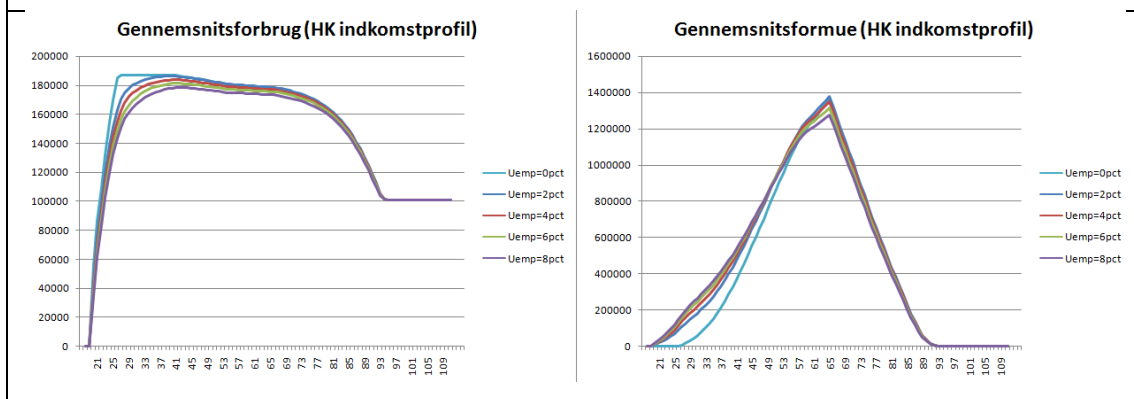 Gennemsnitsforbrug (HK indkomstprofil)
200000
180000
160000
140000
120000
100000
80000
60000
40000
20000
0
21 25 29 33 37 41 45 49 53 57 61 65 69 73 77 81 85 89 93 97 101 105 109
Uemp=0pct
Uemp=2pct
Uemp=4pct
Uemp=6pct
Uemp=8pct
Gennemsnitsformue (HK indkomstprofil)
1600000
1400000
1200000
1000000
800000
600000
400000
200000
0
21 25 29 33 37 41 45 49 53 57 61 65 69 73 77 81 85 89 93 97 101 105 109
Uemp=0pct
Uemp=2pct
Uemp=4pct
Uemp=6pct
Uemp=8pct